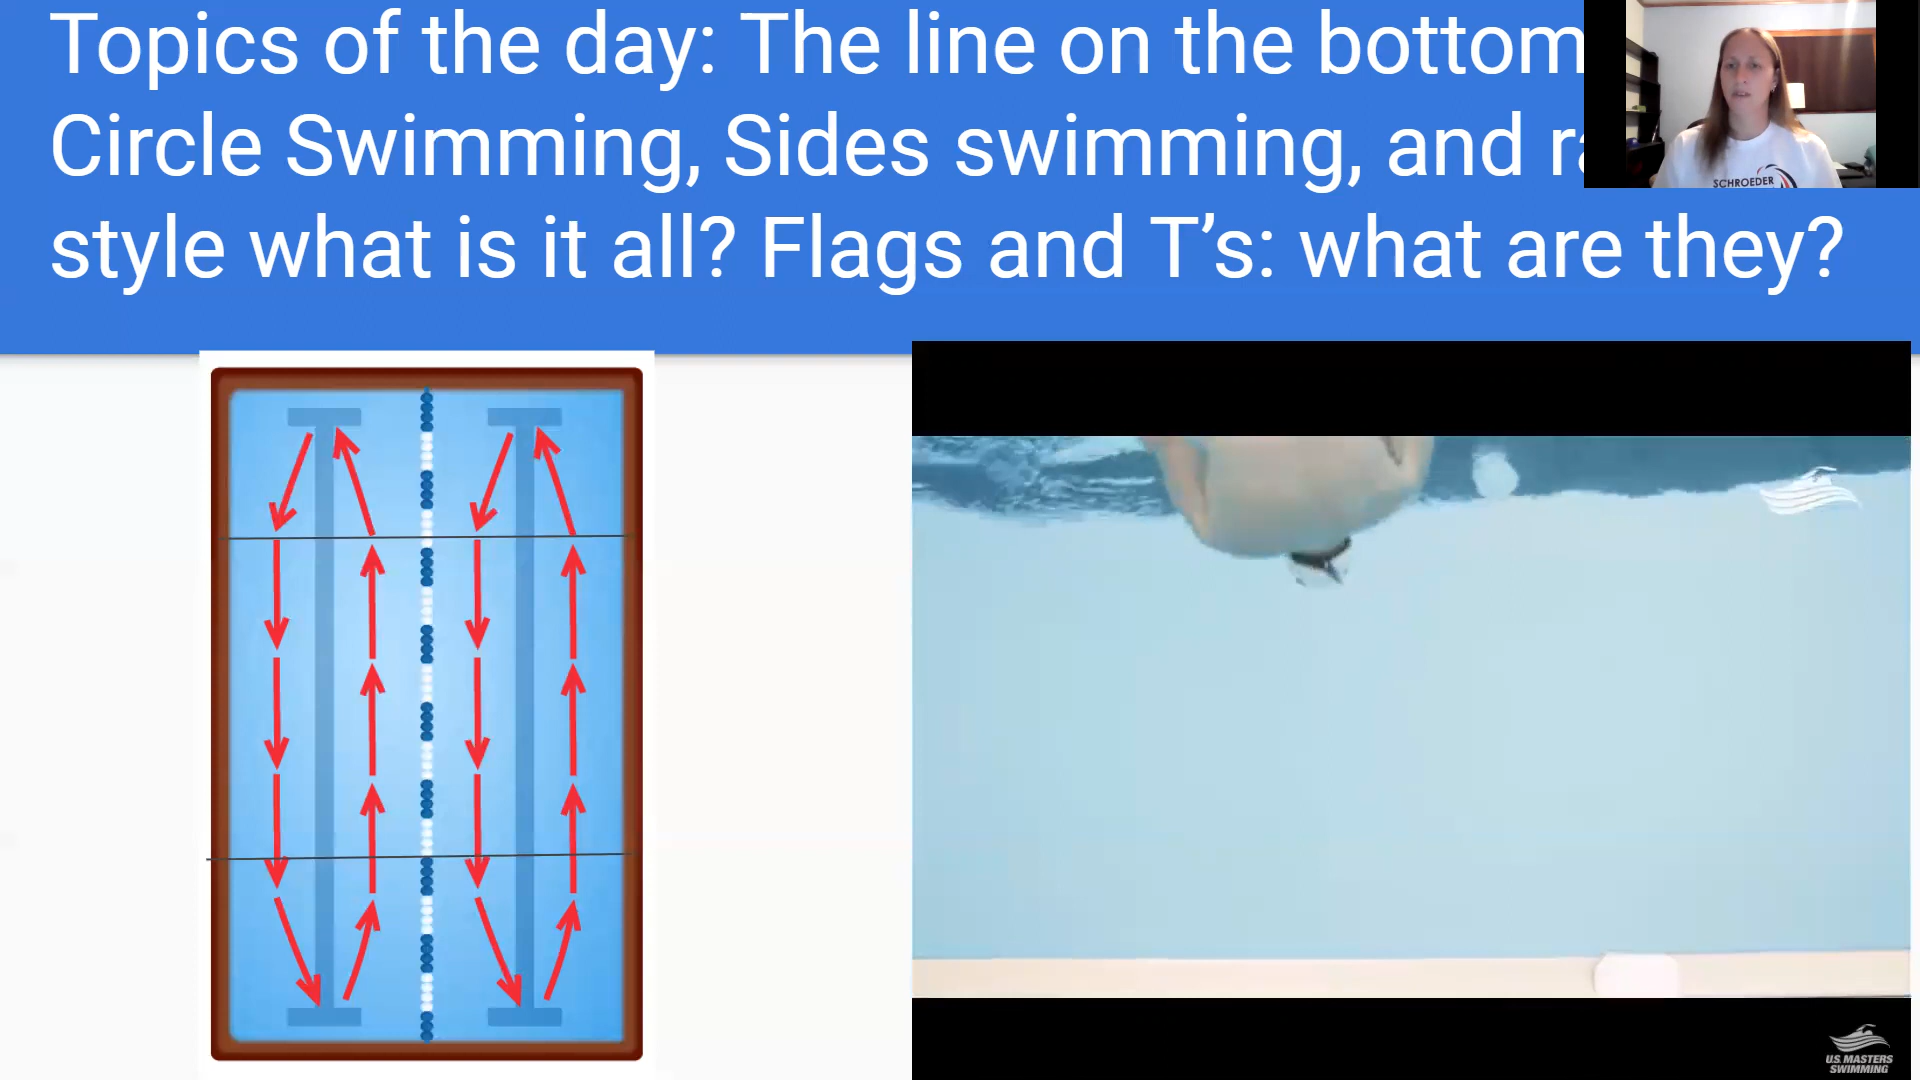 Topics of the day: The line on the bottom
Circle Swimming, Sides swimming, and
style what is it all? Flags and T’s: what are they?
SCHROEDER
U.S. MASTERS
SWIMMING